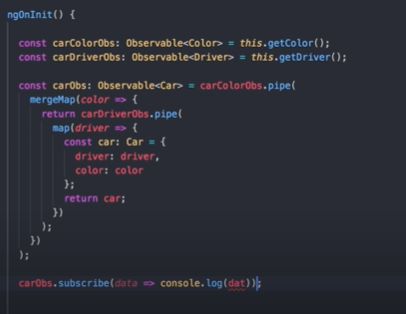 ngOnInit() {
const carColorObs: Observable<Color> = this.getColor();
const carDriverObs: Observable<Driver> = this.getDriver();
const carObs: Observable<Car> = carColorObs.pipe(
mergeMap(color => {
return carDriverObs.pipe(
map(driver => {
const car: Car = {
driver: driver,
color: color
};
return car;
})
);
})
);
carObs.subscribe(data => console.log(dat));